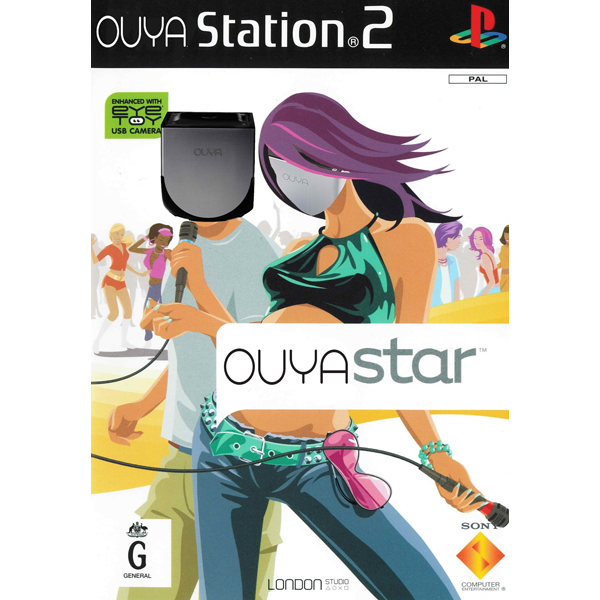 OUYA Station®2
PAL
ENHANCED WITH
EYE
TOY
USB CAMERA
OUYA
OUYA
OUYAstar™
G
GENERAL
LONDON STUDIO
SONY
COMPUTER
ENTERTAINMENT®